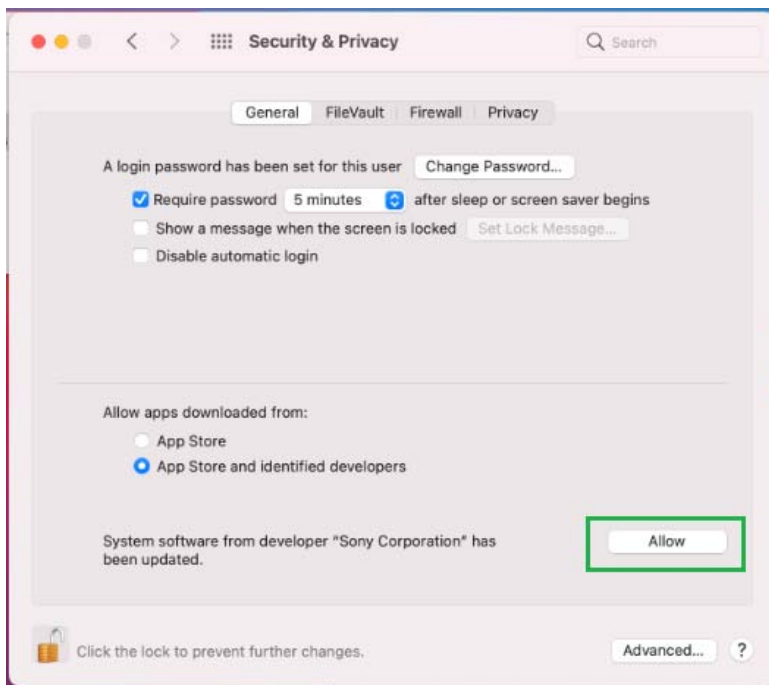 Security & Privacy
Search
General FileVault Firewall Privacy
A login password has been set for this user Change Password...
Require password 5 minutes after sleep or screen saver begins
Show a message when the screen is locked Set Lock Message...
Disable automatic login
Allow apps downloaded from:
App Store
App Store and identified developers
System software from developer "Sony Corporation" has
been updated.
Allow
Click the lock to prevent further changes.
Advanced... ?